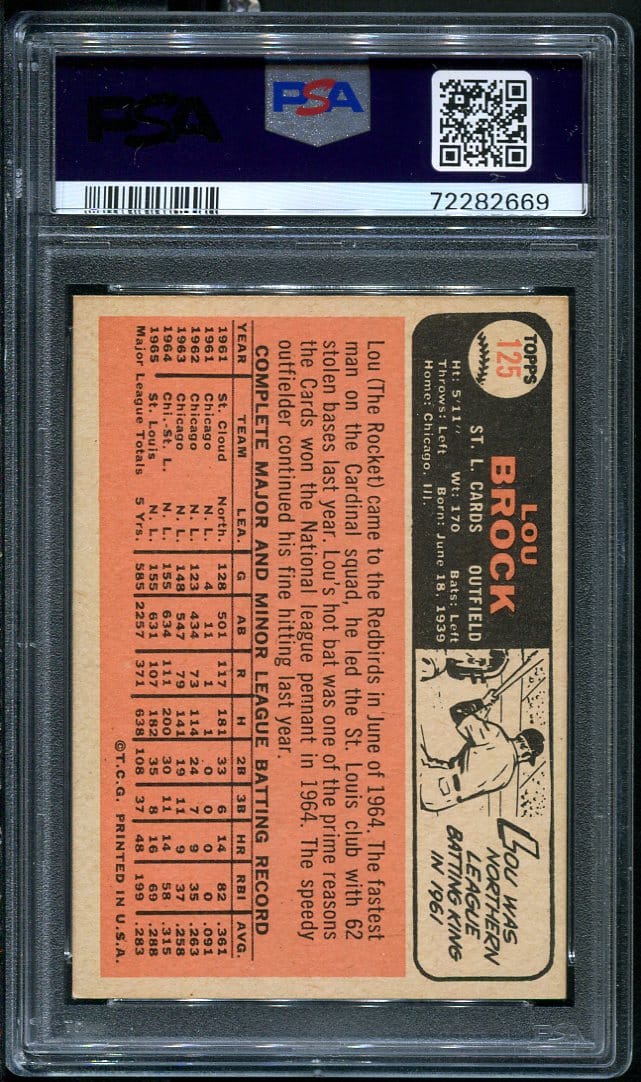 PSA
PSA
72282669
TOPPS
125
LOU
BROCK
ST. L. CARDS OUTFIELD
Ht: 5'11" Wt: 170 Bats: Left
Throws: Left Born: June 18, 1939
Home: Chicago, Ill.
LOU WAS
NORTHERN
LEAGUE
BATTING KING
IN 1961
Lou (The Rocket) came to the Redbirds in June of 1964. The fastest
man on the Cardinal squad, he led the St. Louis club with 62
stolen bases last year. Lou's hot bat was one of the prime reasons
the Cards won the National league pennant in 1964. The speedy
outfielder continued his fine hitting last year.
COMPLETE MAJOR AND MINOR LEAGUE BATTING RECORD
YEAR TEAM LEA. G AB R H 2B 3B HR RBI AVG.
1961 St. Cloud North. 128 501 117 181 33 6 14 82 .361
1961 Chicago N. L. 4 11 1 1 0 0 0 0 .091
1962 Chicago N. L. 123 434 73 114 24 7 9 35 .263
1963 Chicago N. L. 148 547 79 141 19 11 9 37 .258
1964 Chi.-St. L. N. L. 155 634 111 200 30 11 14 58 .315
1965 St. Louis N. L. 155 631 107 182 35 8 16 69 .288
Major League Totals 5 Yrs. 585 2257 371 638 108 37 48 199 .283
©T.C.G. PRINTED IN U.S.A.
PSA